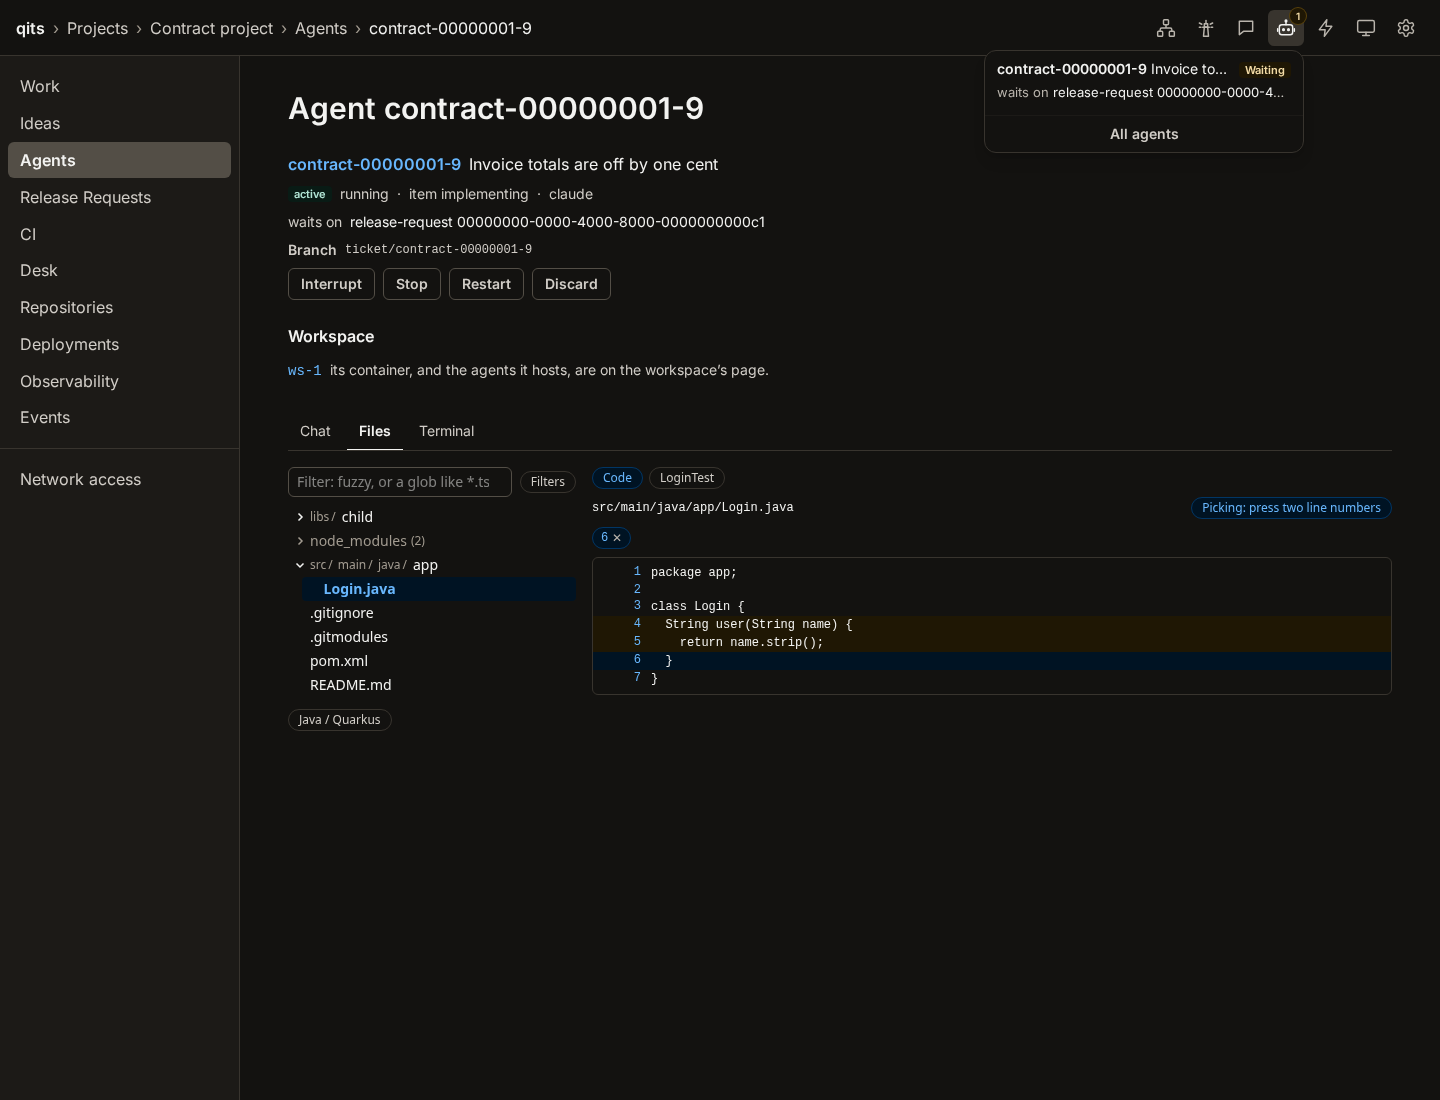 qits › Projects › Contract project › Agents › contract-00000001-9
1
contract-00000001-9 Invoice to... Waiting
waits on release-request 00000000-0000-4...
All agents
Work
Ideas
Agents
Release Requests
CI
Desk
Repositories
Deployments
Observability
Events
Network access
Agent contract-00000001-9
contract-00000001-9 Invoice totals are off by one cent
active running · item implementing · claude
waits on release-request 00000000-0000-4000-8000-0000000000c1
Branch ticket/contract-00000001-9
Interrupt Stop Restart Discard
Workspace
ws-1 its container, and the agents it hosts, are on the workspace’s page.
Chat Files Terminal
Filter: fuzzy, or a glob like *.ts Filters
libs/ child
node_modules (2)
src/ main/ java/ app
Login.java
.gitignore
.gitmodules
pom.xml
README.md
Java / Quarkus
Code LoginTest
src/main/java/app/Login.java Picking: press two line numbers
6 ×
1 package app;
2
3 class Login {
4 String user(String name) {
5 return name.strip();
6 }
7 }